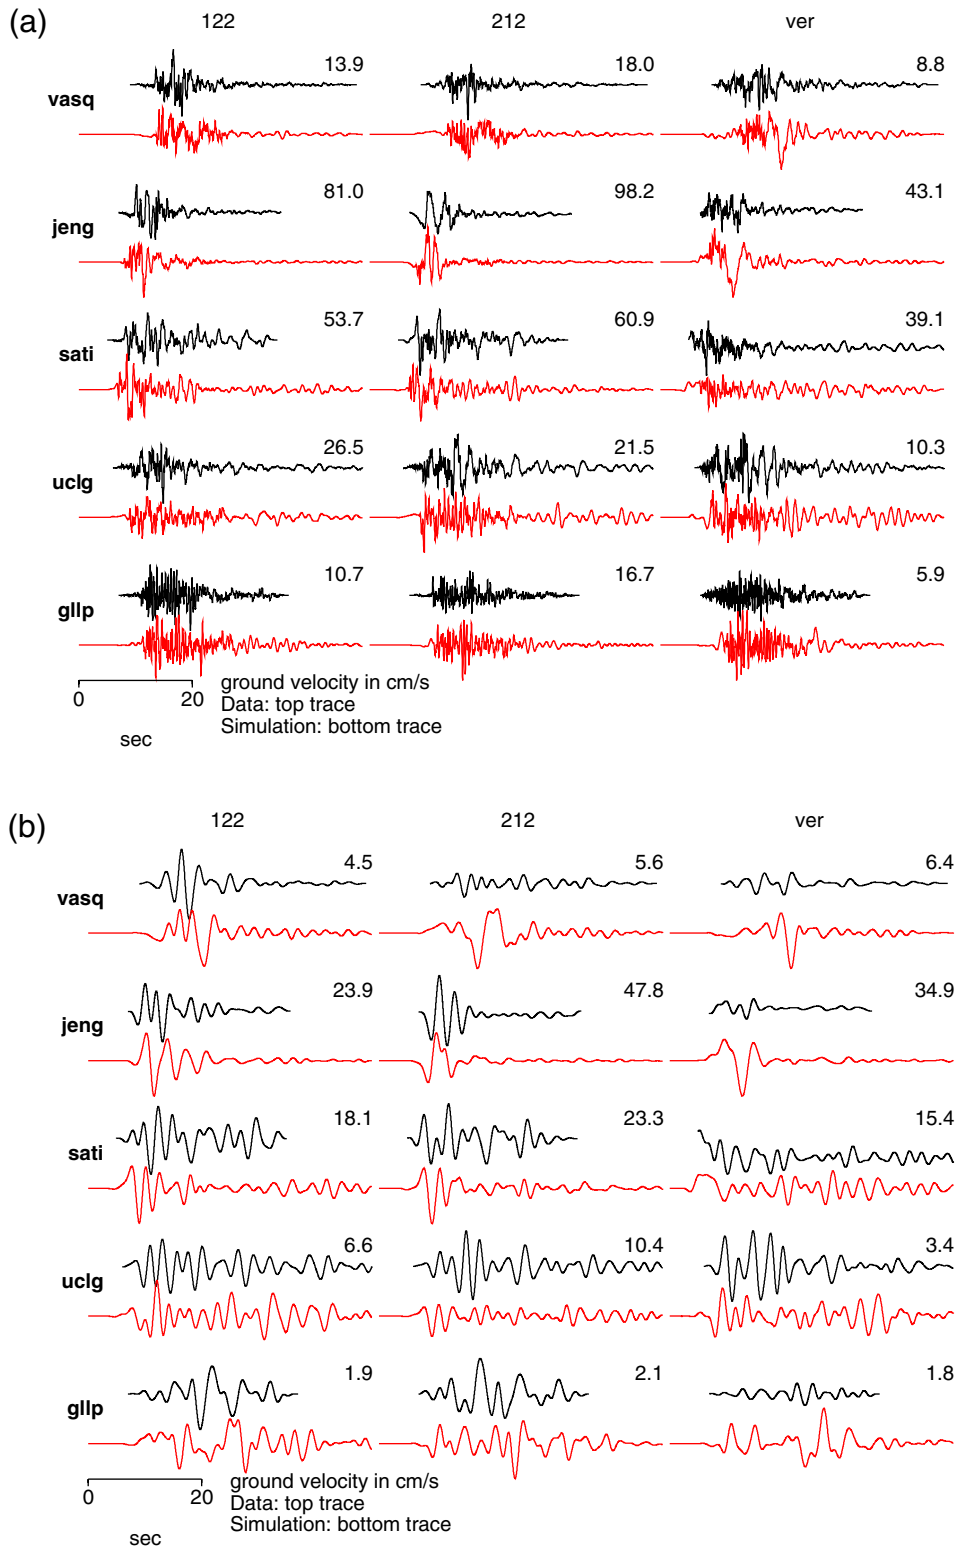 (a)
122 212 ver
vasq 13.9 18.0 8.8
jeng 81.0 98.2 43.1
sati 53.7 60.9 39.1
uclg 26.5 21.5 10.3
gllp 10.7 16.7 5.9
0 20
sec
ground velocity in cm/s
Data: top trace
Simulation: bottom trace
(b)
122 212 ver
vasq 4.5 5.6 6.4
jeng 23.9 47.8 34.9
sati 18.1 23.3 15.4
uclg 6.6 10.4 3.4
gllp 1.9 2.1 1.8
0 20
sec
ground velocity in cm/s
Data: top trace
Simulation: bottom trace